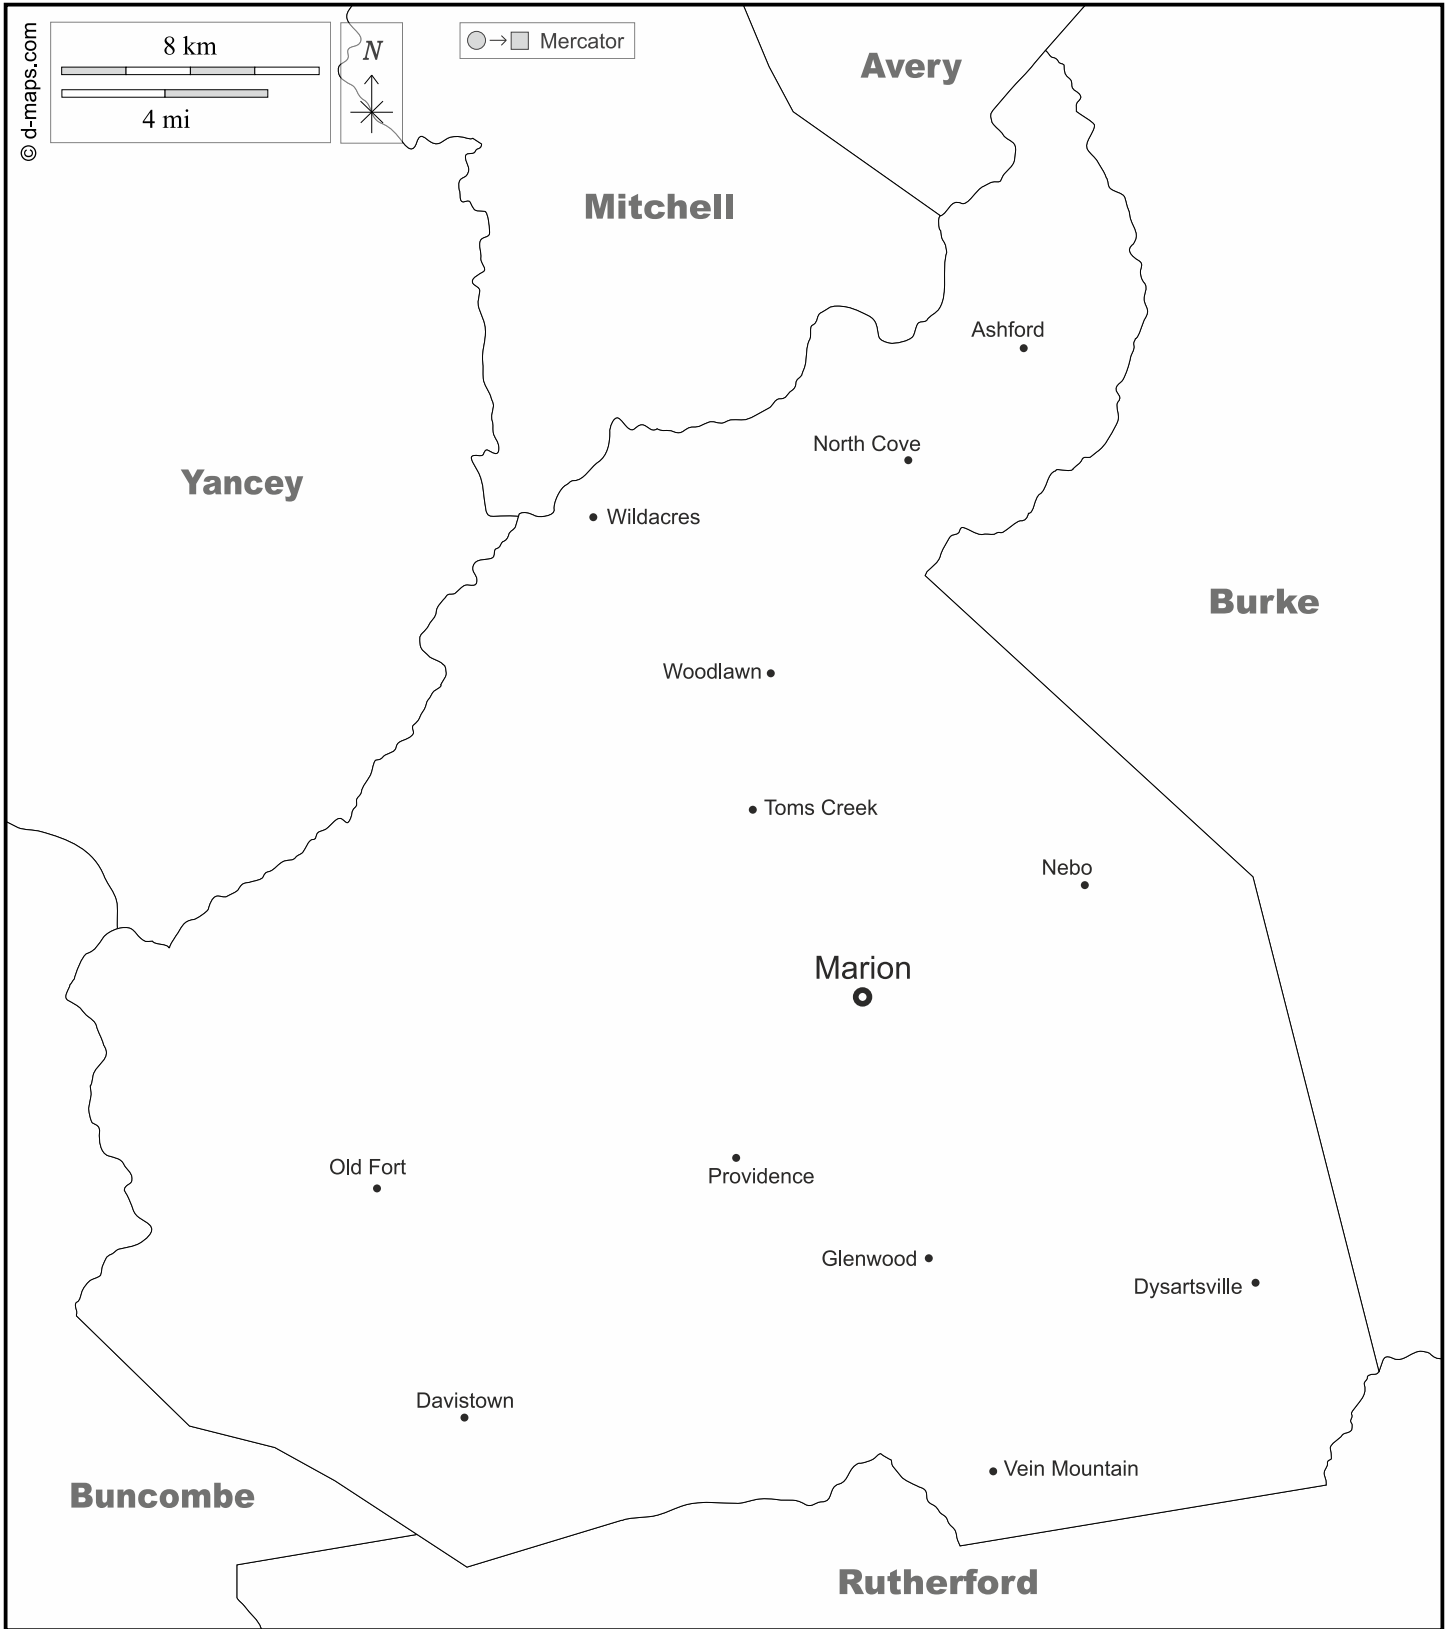 © d-maps.com
8 km
4 mi
N
Mercator
Avery
Mitchell
Ashford
North Cove
Yancey
Wildacres
Burke
Woodlawn
Toms Creek
Nebo
Marion
Old Fort
Providence
Glenwood
Dysartsville
Davistown
Vein Mountain
Buncombe
Rutherford